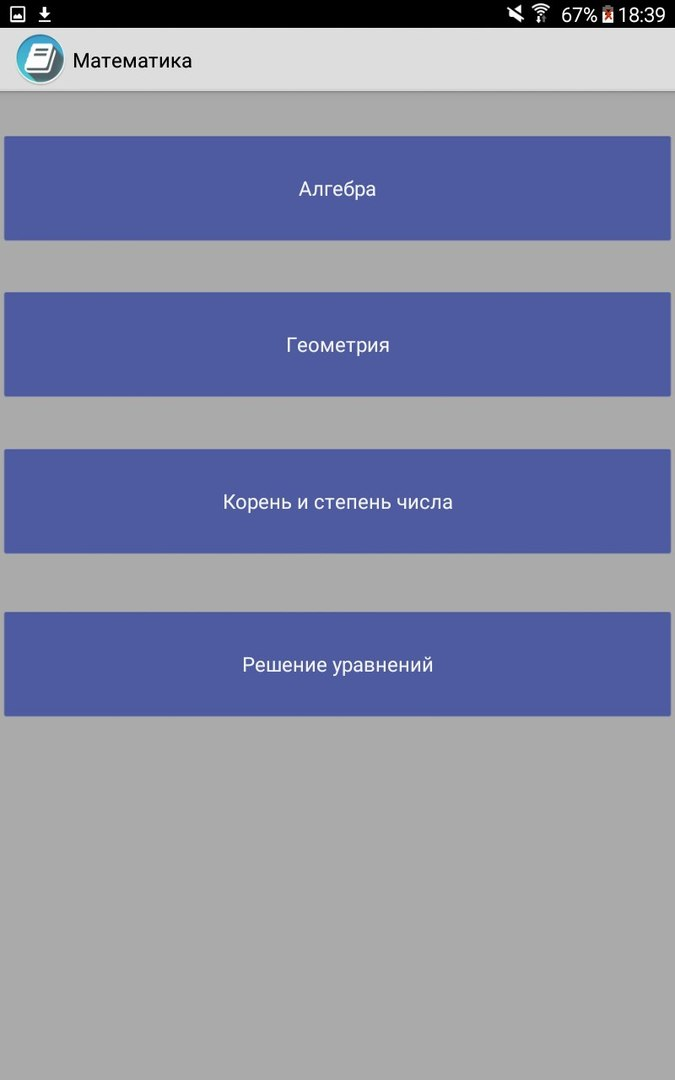 67% 18:39
Математика
Алгебра
Геометрия
Корень и степень числа
Решение уравнений